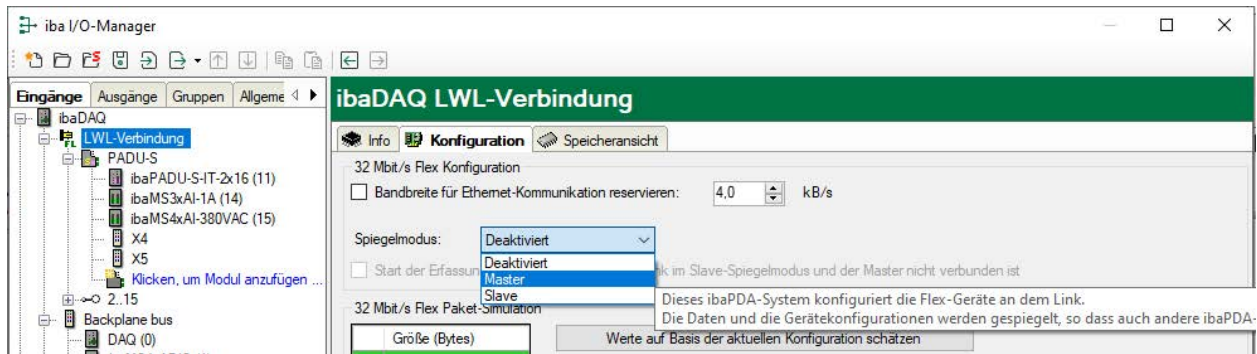 iba I/O-Manager
Eingänge Ausgänge Gruppen Allgeme
ibaDAQ LWL-Verbindung
ibaDAQ
LWL-Verbindung
PADU-S
ibaPADU-S-IT-2x16 (11)
ibaMS3xAI-1A (14)
ibaMS4xAI-380VAC (15)
X4
X5
Klicken, um Modul anzufügen ...
2..15
Backplane bus
DAQ (0)
Info Konfiguration Speicheransicht
32 Mbit/s Flex Konfiguration
Bandbreite für Ethernet-Kommunikation reservieren: 4,0 kB/s
Spiegelmodus: Deaktiviert
Deaktiviert
Master
Slave
Start der Erfassun im Slave-Spiegelmodus und der Master nicht verbunden ist
Dieses ibaPDA-System konfiguriert die Flex-Geräte an dem Link.
Die Daten und die Gerätekonfigurationen werden gespiegelt, so dass auch andere ibaPDA-
32 Mbit/s Flex Paket-Simulation
Größe (Bytes) Werte auf Basis der aktuellen Konfiguration schätzen